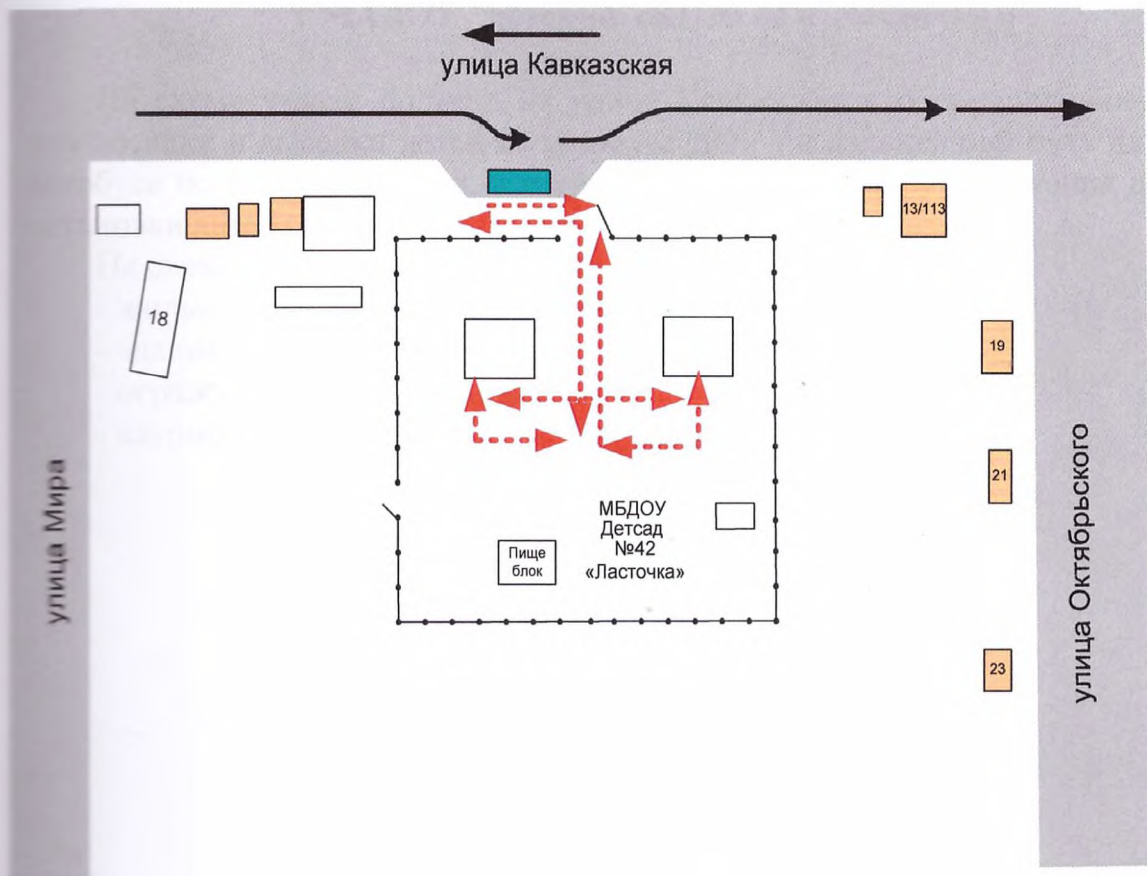 улица Кавказская
13/113
18
19
21
23
улица Мира
улица Октябрьского
МБДОУ
Детсад
№42
«Ласточка»
Пище
блок